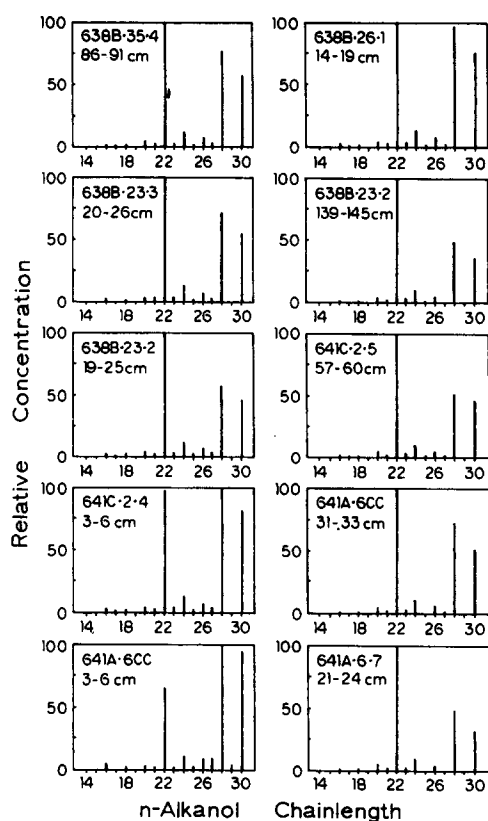 100
50
0
638B·35·4
86-91 cm
14 18 22 26 30
638B·26·1
14-19 cm
14 18 22 26 30
100
50
0
638B·23·3
20-26cm
14 18 22 26 30
100
50
0
638B·23·2
139-145cm
14 18 22 26 30
100
50
0
638B·23·2
19-25cm
14 18 22 26 30
100
50
0
641C·2·5
57-60cm
14 18 22 26 30
100
50
0
641C·2·4
3-6 cm
14 18 22 26 30
100
50
0
641A·6CC
31-33 cm
14 18 22 26 30
100
50
0
641A·6CC
3-6 cm
14 18 22 26 30
100
50
0
641A·6·7
21-24 cm
14 18 22 26 30
Relative Concentration
n-Alkanol Chainlength